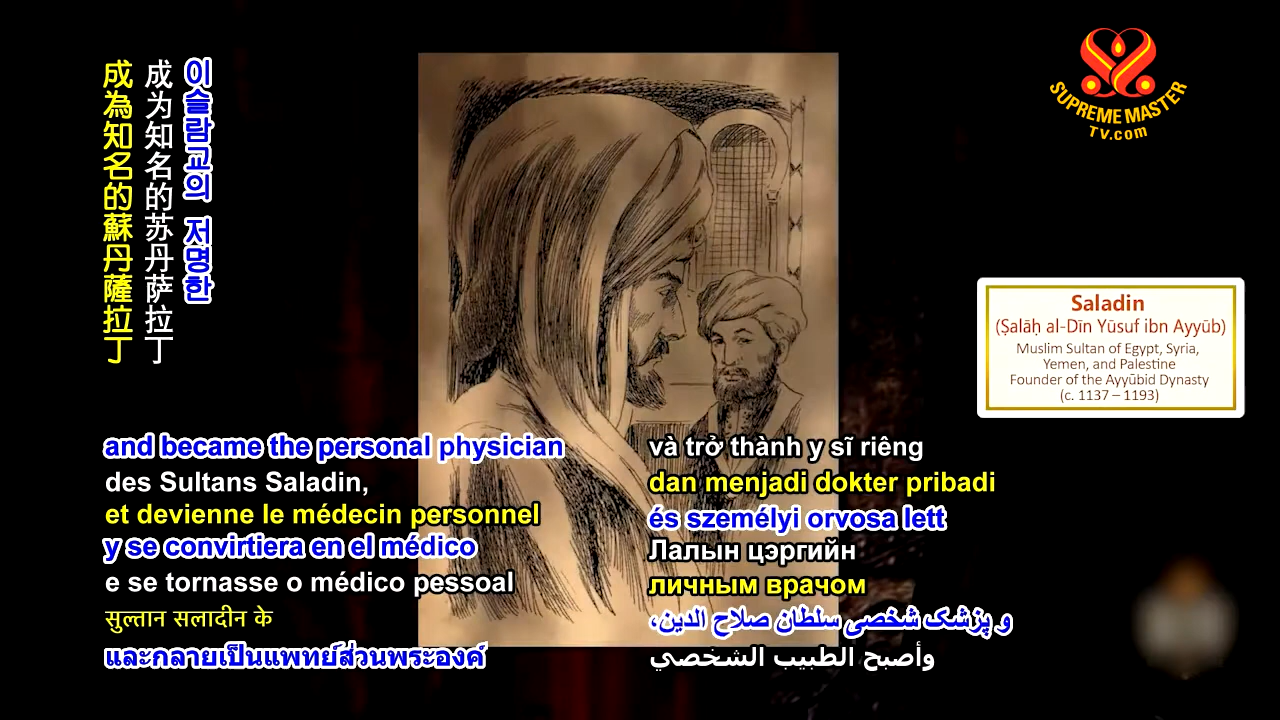 成為知名的蘇丹薩拉丁
成为知名的苏丹萨拉丁
이슬람교의 저명한
SUPREME MASTER
TV.com
Saladin
(Ṣalāḥ al-Dīn Yūsuf ibn Ayyūb)
Muslim Sultan of Egypt, Syria,
Yemen, and Palestine
Founder of the Ayyūbid Dynasty
(c. 1137 – 1193)
and became the personal physician
des Sultans Saladin,
et devienne le médecin personnel
y se convirtiera en el médico
e se tornasse o médico pessoal
सुल्तान सलादीन के
และกลายเป็นแพทย์ส่วนพระองค์
và trở thành y sĩ riêng
dan menjadi dokter pribadi
és személyi orvosa lett
Лалын цэргийн
личным врачом
و پزشک شخصی سلطان صلاح الدین،
وأصبح الطبيب الشخصي